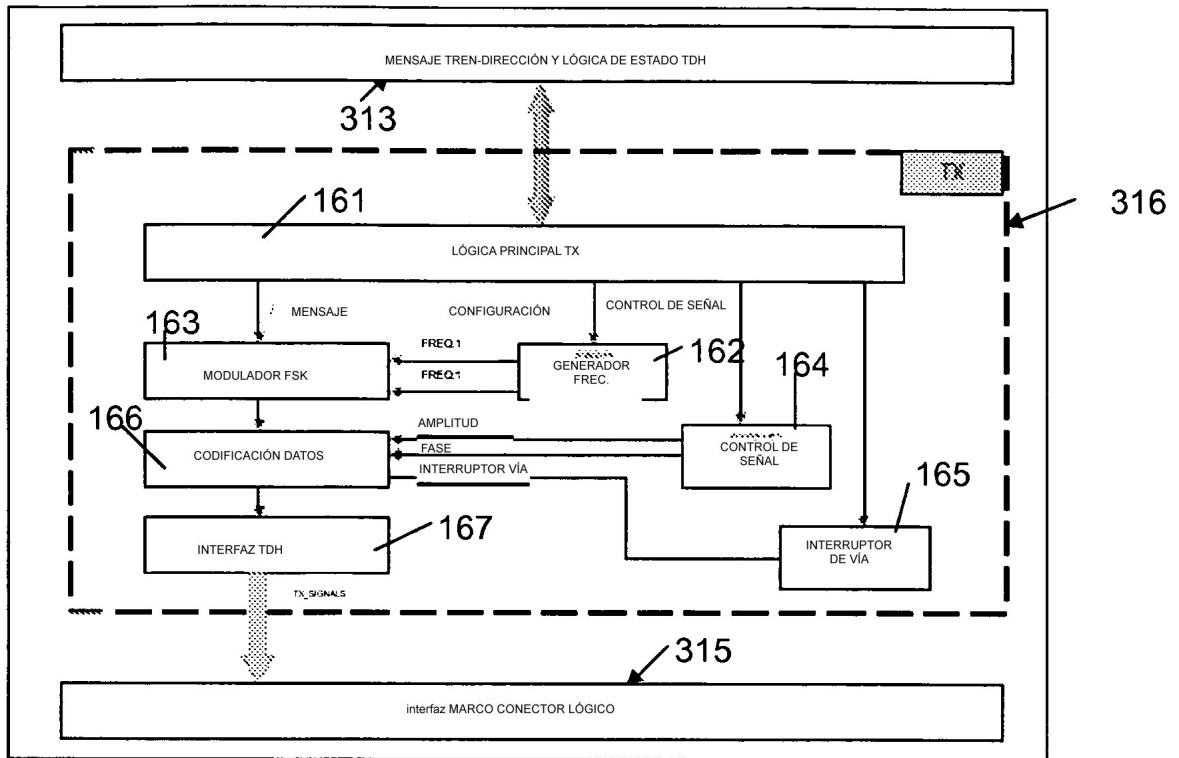 MENSAJE TREN-DIRECCIÓN Y LÓGICA DE ESTADO TDH
313
TX
316
161
LÓGICA PRINCIPAL TX
MENSAJE
CONFIGURACIÓN
CONTROL DE SEÑAL
163
MODULADOR FSK
FREQ.1
FREQ.1
GENERADOR
FREC.
162
164
166
CODIFICACIÓN DATOS
AMPLITUD
FASE
INTERRUPTOR VÍA
CONTROL DE
SEÑAL
165
167
INTERFAZ TDH
INTERRUPTOR
DE VÍA
TX_SIGNALS
315
interfaz MARCO CONECTOR LÓGICO